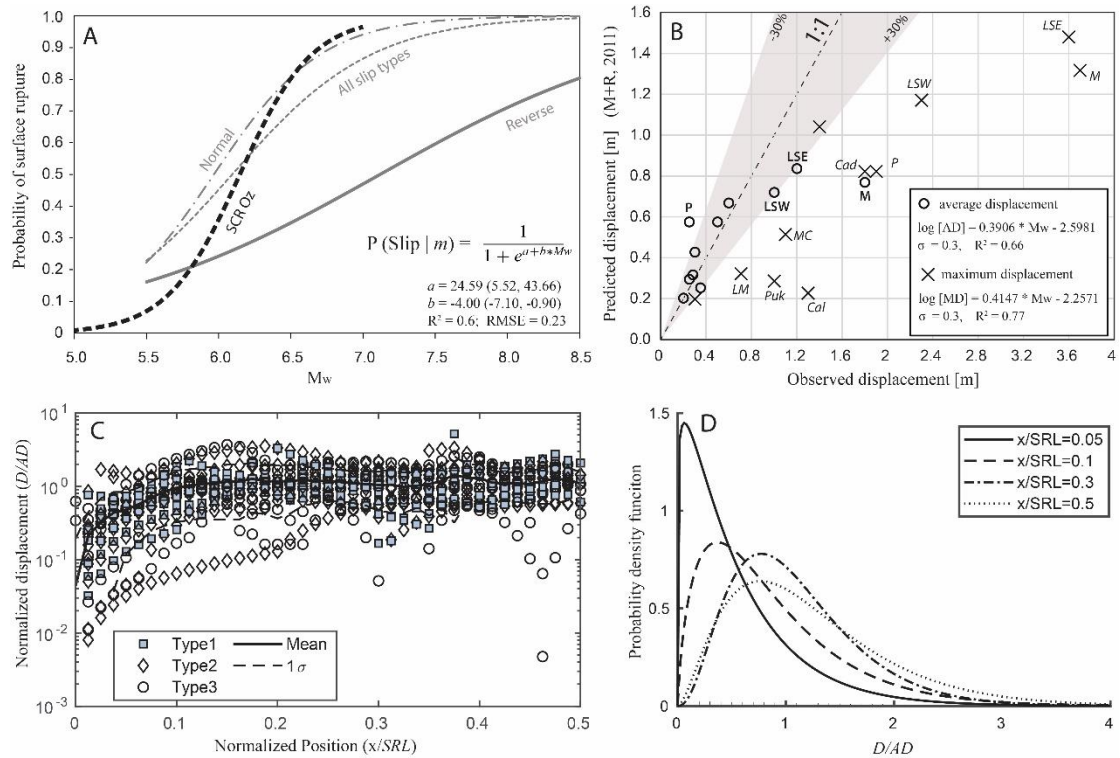 A
Probability of surface rupture
1.0
0.9
0.8
0.7
0.6
0.5
0.4
0.3
0.2
0.1
0
5.0 5.5 6.0 6.5 7.0 7.5 8.0 8.5
Mw
Normal
All slip types
Reverse
SCR Oz
P (Slip | m) = 1
1 + e^{a+b*Mw}
a = 24.59 (5.52, 43.66)
b = -4.00 (-7.10, -0.90)
R² = 0.6; RMSE = 0.23
B
Predicted displacement [m] (M+R, 2011)
1.6
1.4
1.2
1.0
0.8
0.6
0.4
0.2
0.0
0 0.4 0.8 1.2 1.6 2.0 2.4 2.8 3.2 3.6 4
Observed displacement [m]
-30%
1:1
+30%
LSE
M
LSW
LSE
Cad
P
P
LSW
M
MC
LM
Puk
Cal
average displacement
log [AD] = 0.3906 * Mw - 2.5981
σ = 0.3, R² = 0.66
maximum displacement
log [MD] = 0.4147 * Mw - 2.2571
σ = 0.3, R² = 0.77
C
Normalized displacement (D/AD)
10¹
10⁰
10⁻¹
10⁻²
10⁻³
0 0.1 0.2 0.3 0.4 0.5
Normalized Position (x/SRL)
Type1
Type2
Type3
Mean
1σ
D
Probability density funciton
1.5
1
0.5
0
0 1 2 3 4
D/AD
x/SRL=0.05
x/SRL=0.1
x/SRL=0.3
x/SRL=0.5